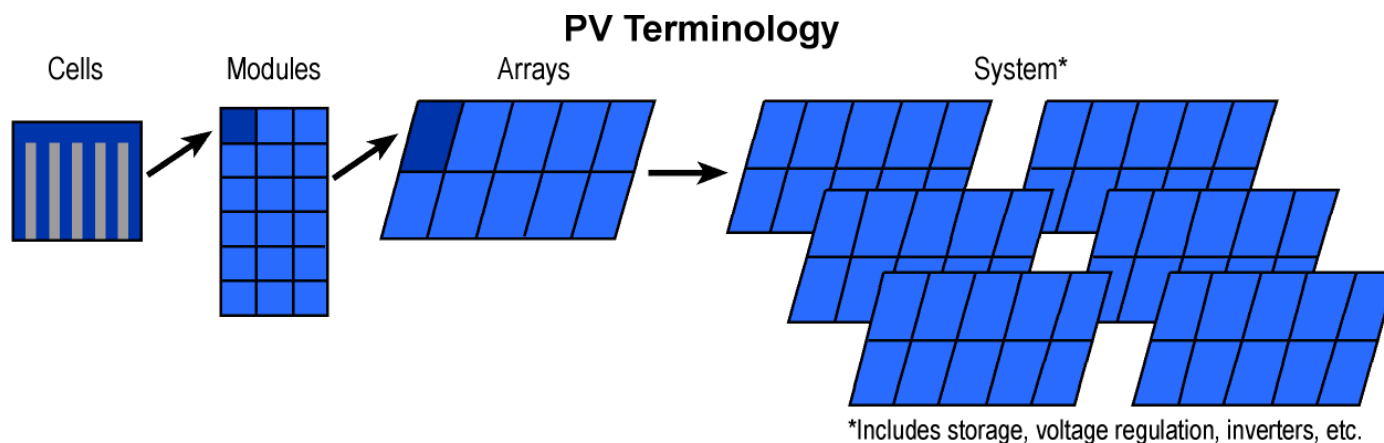 PV Terminology
Cells
Modules
Arrays
System*
*Includes storage, voltage regulation, inverters, etc.